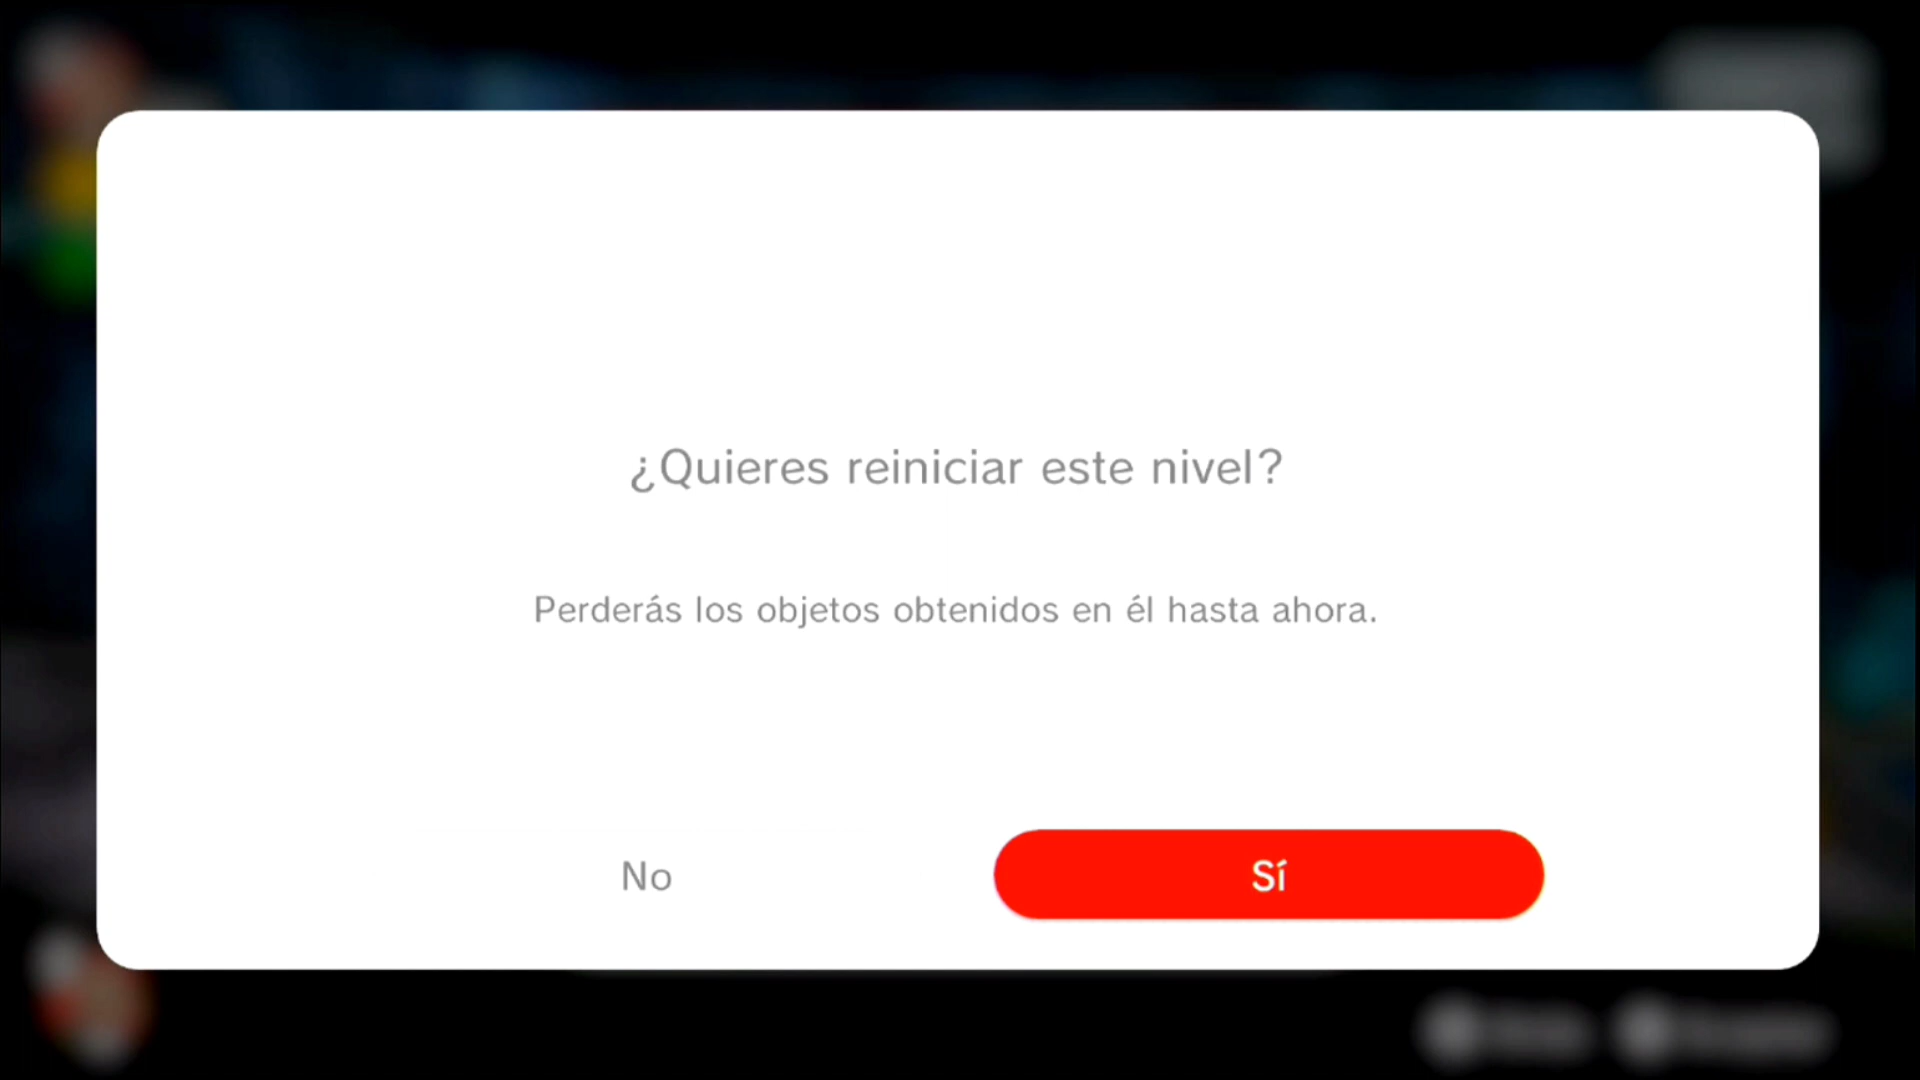 ¿Quieres reiniciar este nivel?
Perderás los objetos obtenidos en él hasta ahora.
No
Sí